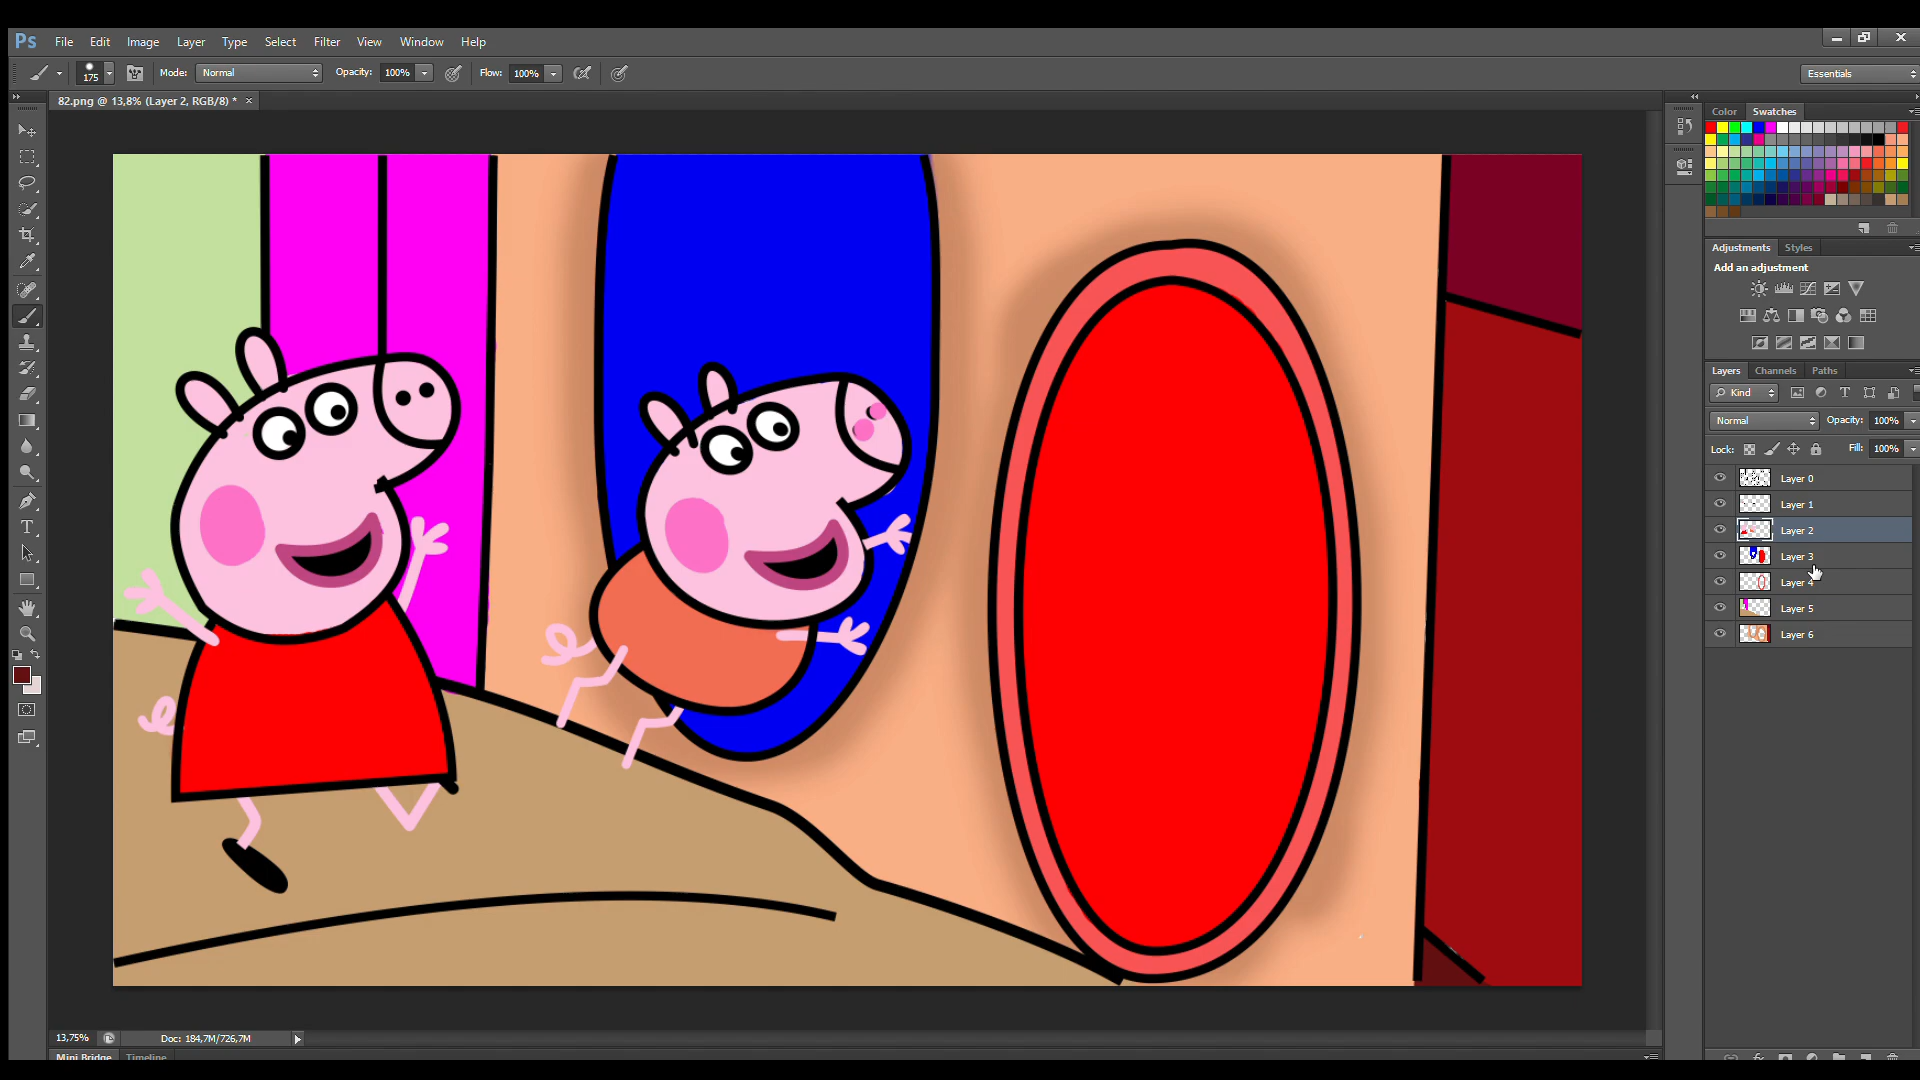 Ps File Edit Image Layer Type Select Filter View Window Help
175 Mode: Normal Opacity: 100% Flow: 100% Essentials
82.png @ 13,8% (Layer 2, RGB/8) * ×
Color Swatches
Adjustments Styles
Add an adjustment
Layers Channels Paths
Kind
Normal Opacity: 100%
Lock: Fill: 100%
Layer 0
Layer 1
Layer 2
Layer 3
Layer 4
Layer 5
Layer 6
13,75% Doc: 184,7M/726,7M
Mini Bridge Timeline